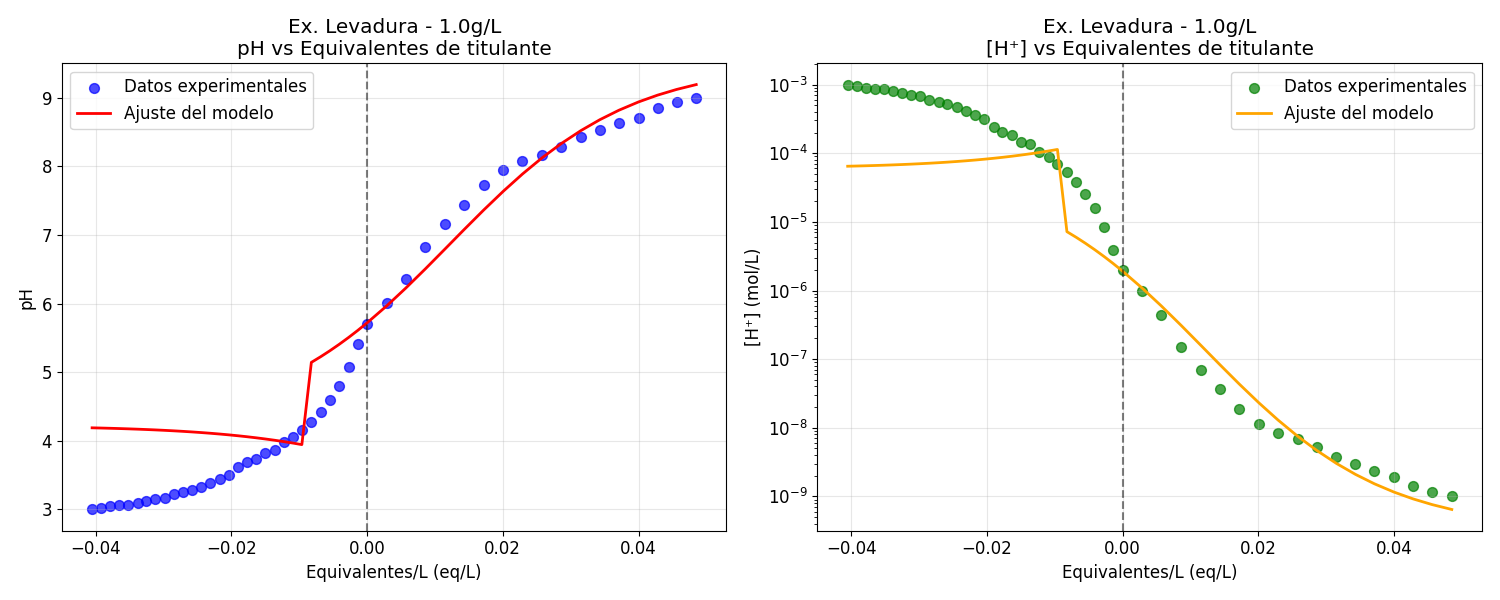 Ex. Levadura - 1.0g/L
pH vs Equivalentes de titulante
Datos experimentales
Ajuste del modelo
pH
9
8
7
6
5
4
3
−0.04
−0.02
0.00
0.02
0.04
Equivalentes/L (eq/L)
Ex. Levadura - 1.0g/L
[H⁺] vs Equivalentes de titulante
Datos experimentales
Ajuste del modelo
[H⁺] (mol/L)
10⁻³
10⁻⁴
10⁻⁵
10⁻⁶
10⁻⁷
10⁻⁸
10⁻⁹
−0.04
−0.02
0.00
0.02
0.04
Equivalentes/L (eq/L)